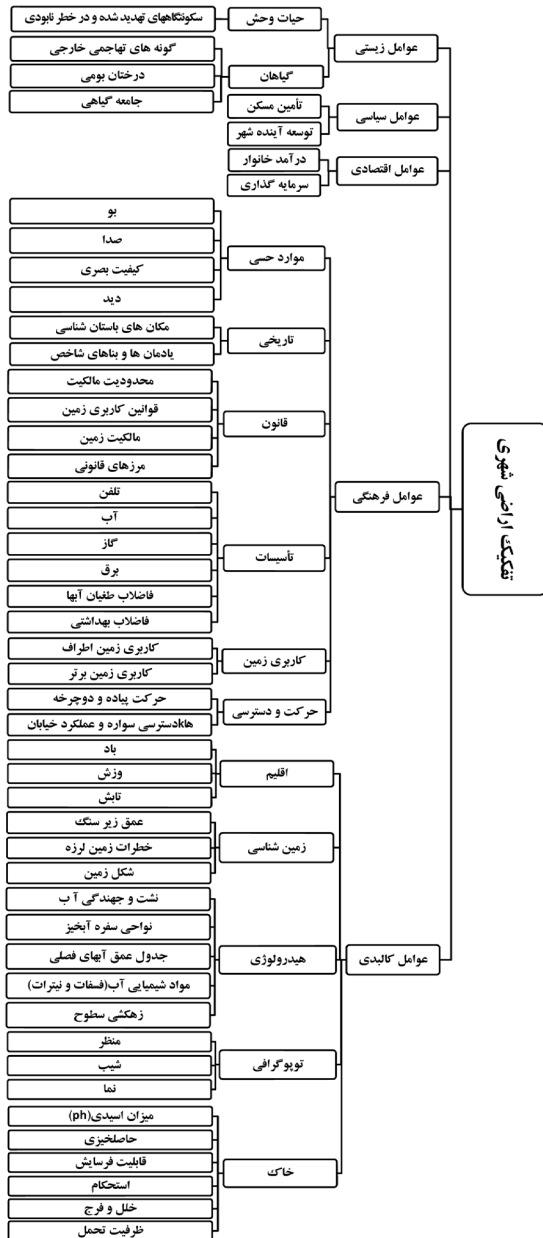 تفکیک اراضی شهری
عوامل زیستی
حیات وحش
سکونتگاههای تهدید شده و در خطر نابودی
گیاهان
گونه های تهاجمی خارجی
درختان بومی
جامعه گیاهی
عوامل سیاسی
تأمین مسکن
توسعه آینده شهر
عوامل اقتصادی
درآمد خانوار
سرمایه گذاری
عوامل فرهنگی
موارد حسی
بو
صدا
کیفیت بصری
دید
تاریخی
مکان های باستان شناسی
یادمان ها و بناهای شاخص
قانون
محدودیت مالکیت
قوانین کاربری زمین
مالکیت زمین
مرزهای قانونی
تأسیسات
تلفن
آب
گاز
برق
فاضلاب طغیان آبها
فاضلاب بهداشتی
کاربری زمین
کاربری زمین اطراف
کاربری زمین برتر
حرکت و دسترسی
حرکت پیاده و دوچرخه
هاkدسترسی سواره و عملکرد خیابان
عوامل کالبدی
اقلیم
باد
وزش
تابش
زمین شناسی
عمق زیر سنگ
خطرات زمین لرزه
شکل زمین
هیدرولوژی
نشت و جهندگی آ ب
نواحی سفره آبخیز
جدول عمق آبهای فصلی
مواد شیمیایی آب(فسفات و نیترات)
زهکشی سطوح
توپوگرافی
منظر
شیب
نما
خاک
میزان اسیدی(ph)
حاصلخیزی
قابلیت فرسایش
استحکام
خلل و فرج
ظرفیت تحمل